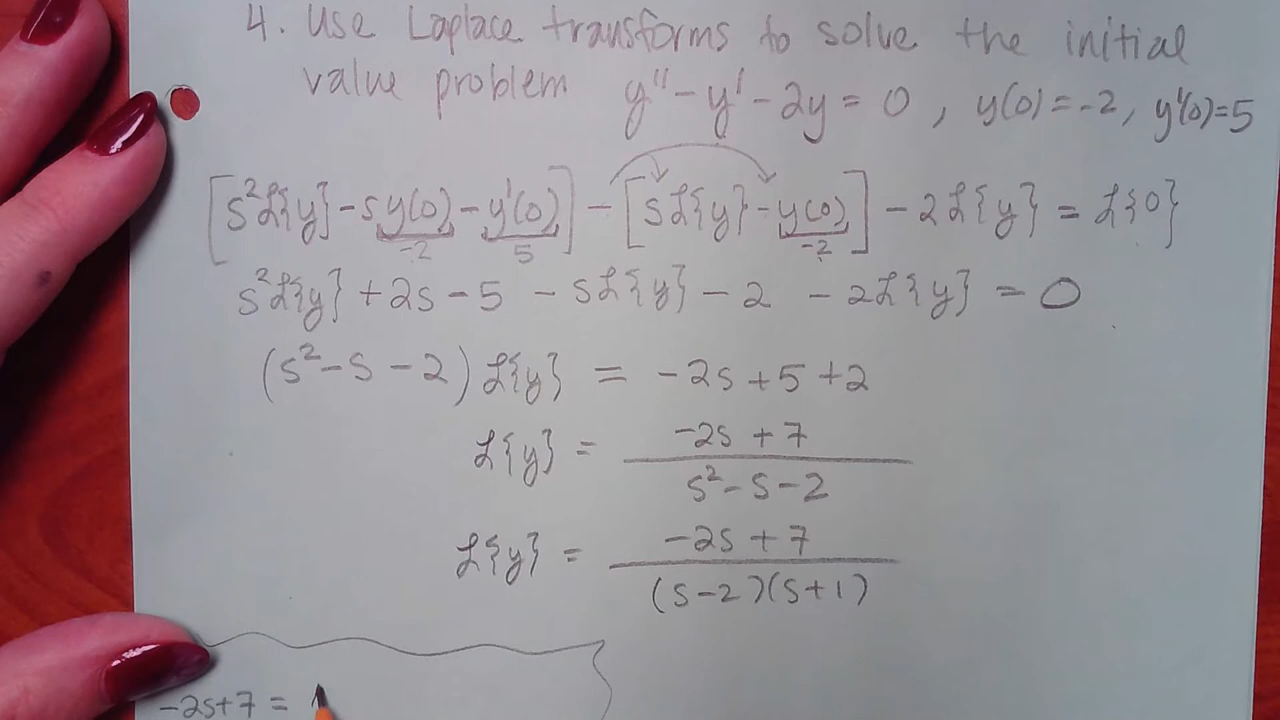 4. Use Laplace transforms to solve the initial
value problem y'' - y' - 2y = 0 , y(0) = -2, y'(0)=5
[s²ℒ{y} - sy(0) - y'(0)] - [sℒ{y} - y(0)] - 2ℒ{y} = ℒ{0}
-2 5 -2
s²ℒ{y} + 2s - 5 - sℒ{y} - 2 - 2ℒ{y} = 0
(s² - s - 2) ℒ{y} = -2s + 5 + 2
ℒ{y} = -2s + 7
s² - s - 2
ℒ{y} = -2s + 7
(s-2)(s+1)
-2s+7 =